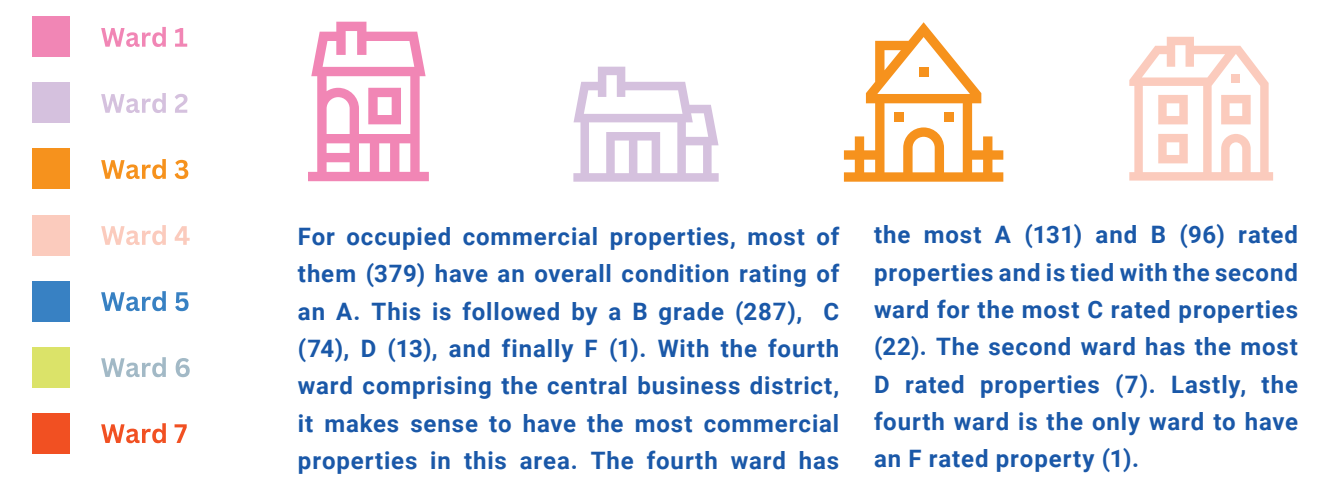 Ward 1
Ward 2
Ward 3
Ward 4
Ward 5
Ward 6
Ward 7
For occupied commercial properties, most of
them (379) have an overall condition rating of
an A. This is followed by a B grade (287), C
(74), D (13), and finally F (1). With the fourth
ward comprising the central business district,
it makes sense to have the most commercial
properties in this area. The fourth ward has
the most A (131) and B (96) rated
properties and is tied with the second
ward for the most C rated properties
(22). The second ward has the most
D rated properties (7). Lastly, the
fourth ward is the only ward to have
an F rated property (1).